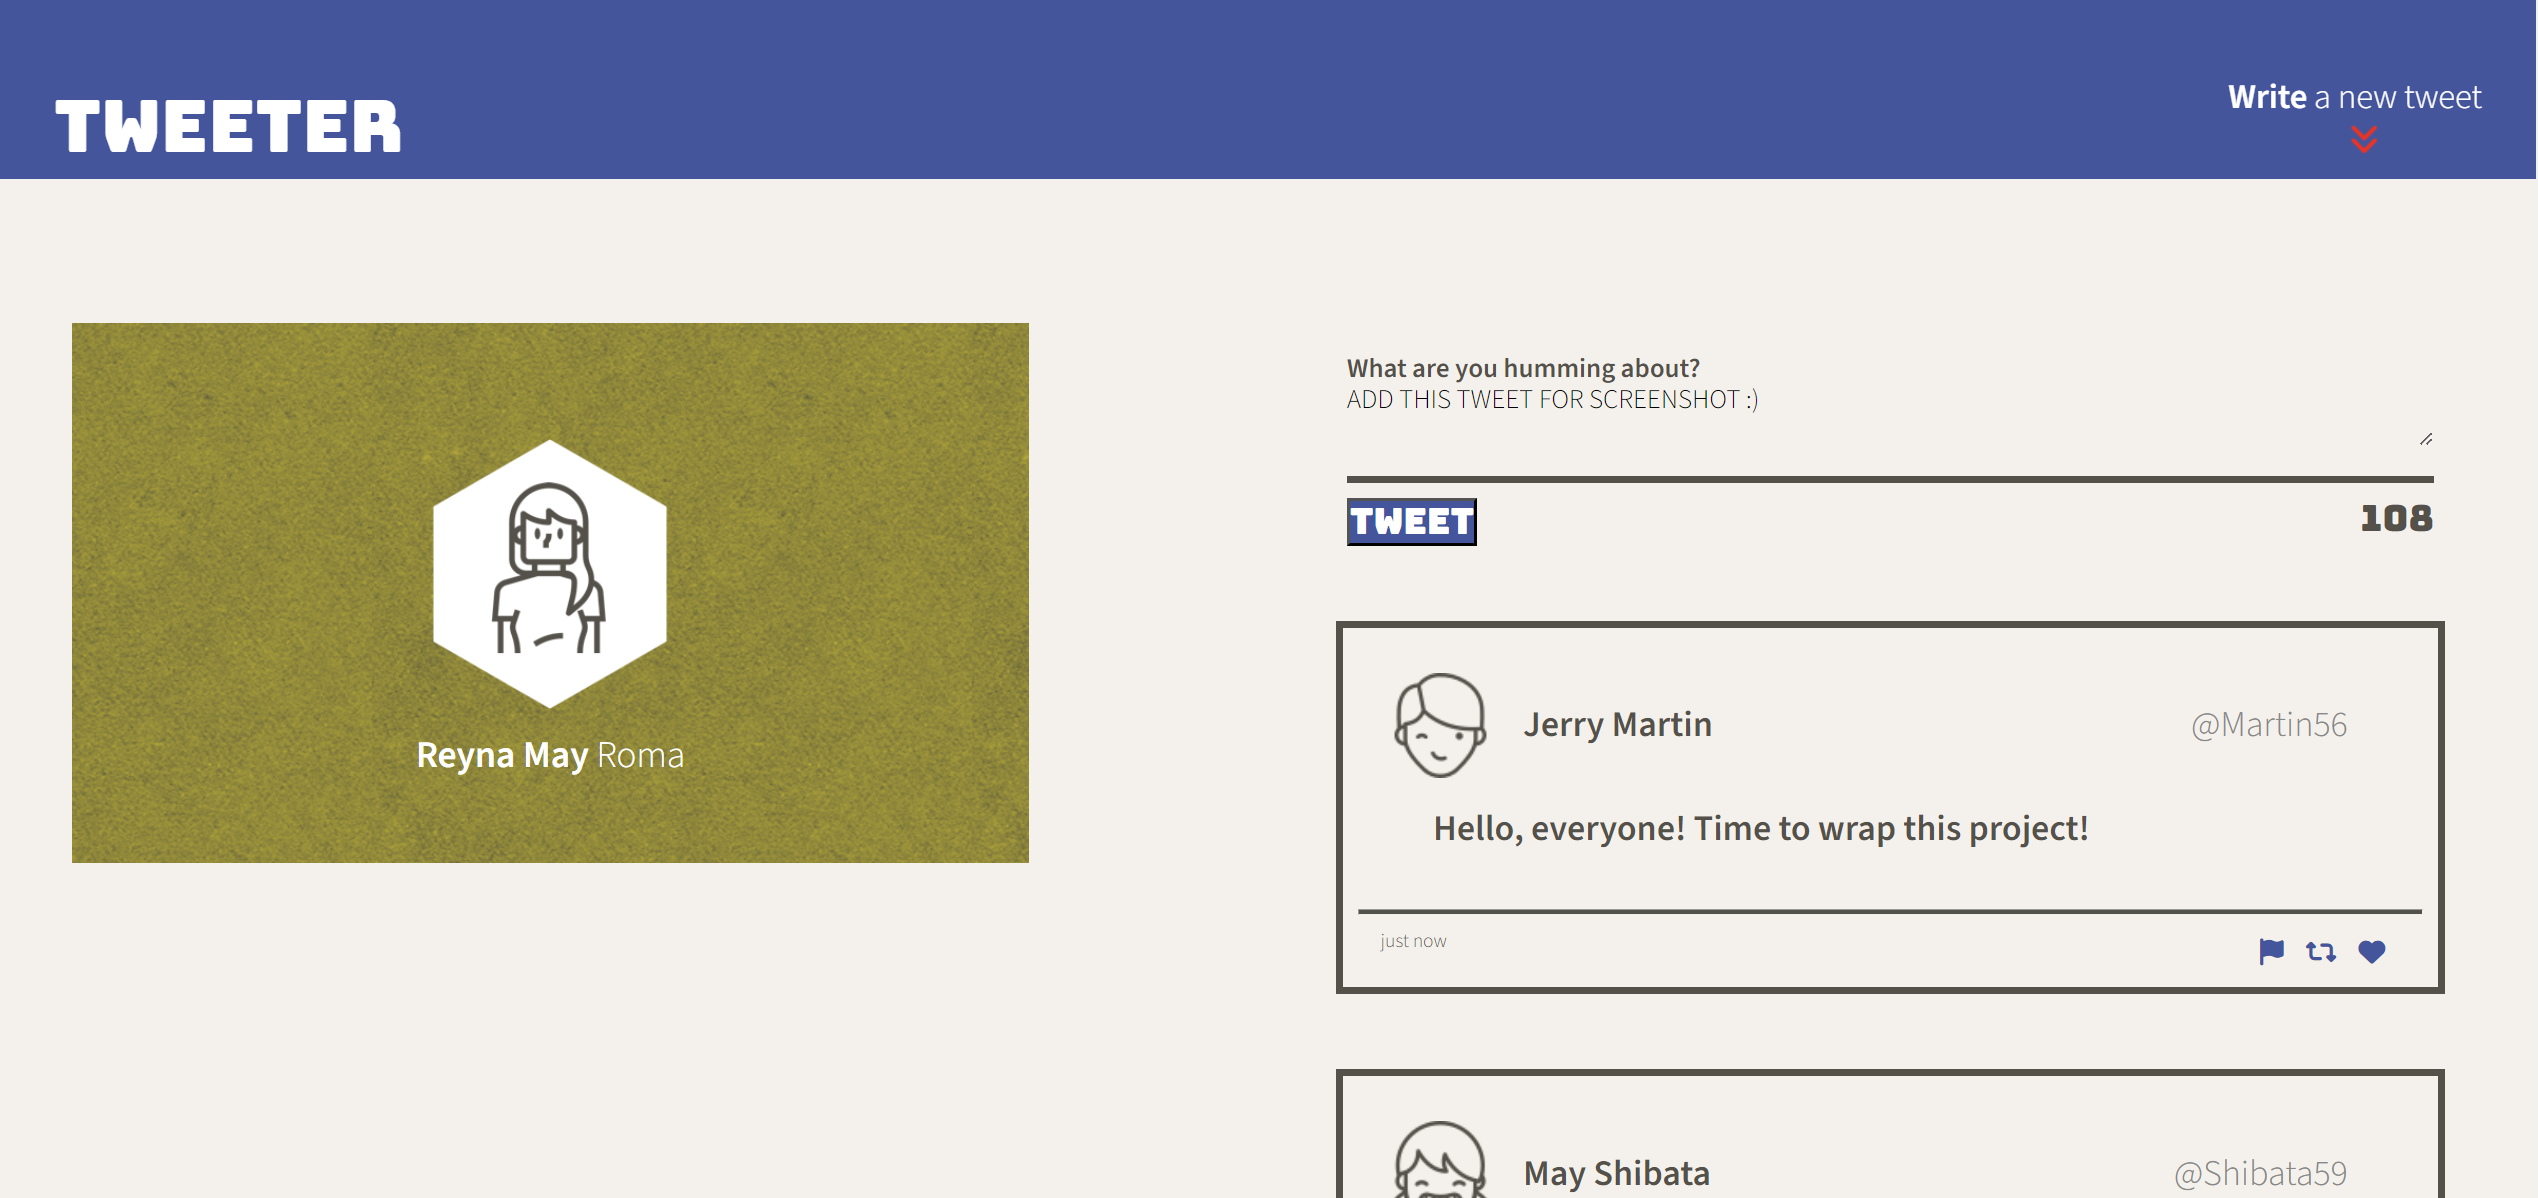 TWEETER
Write a new tweet
Reyna May Roma
What are you humming about?
ADD THIS TWEET FOR SCREENSHOT :)
TWEET
108
Jerry Martin
@Martin56
Hello, everyone! Time to wrap this project!
just now
May Shibata
@Shibata59